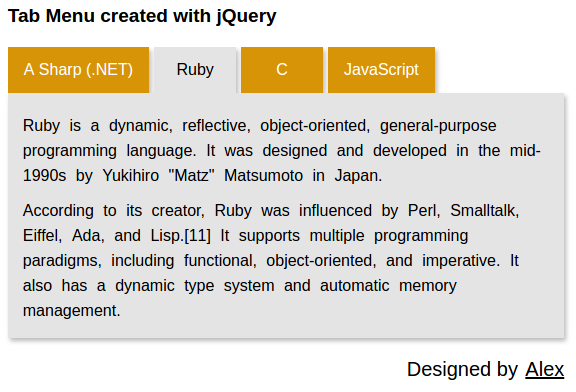 Tab Menu created with jQuery
A Sharp (.NET) Ruby C JavaScript
Ruby is a dynamic, reflective, object-oriented, general-purpose
programming language. It was designed and developed in the mid-
1990s by Yukihiro "Matz" Matsumoto in Japan.
According to its creator, Ruby was influenced by Perl, Smalltalk,
Eiffel, Ada, and Lisp.[11] It supports multiple programming
paradigms, including functional, object-oriented, and imperative. It
also has a dynamic type system and automatic memory
management.
Designed by Alex